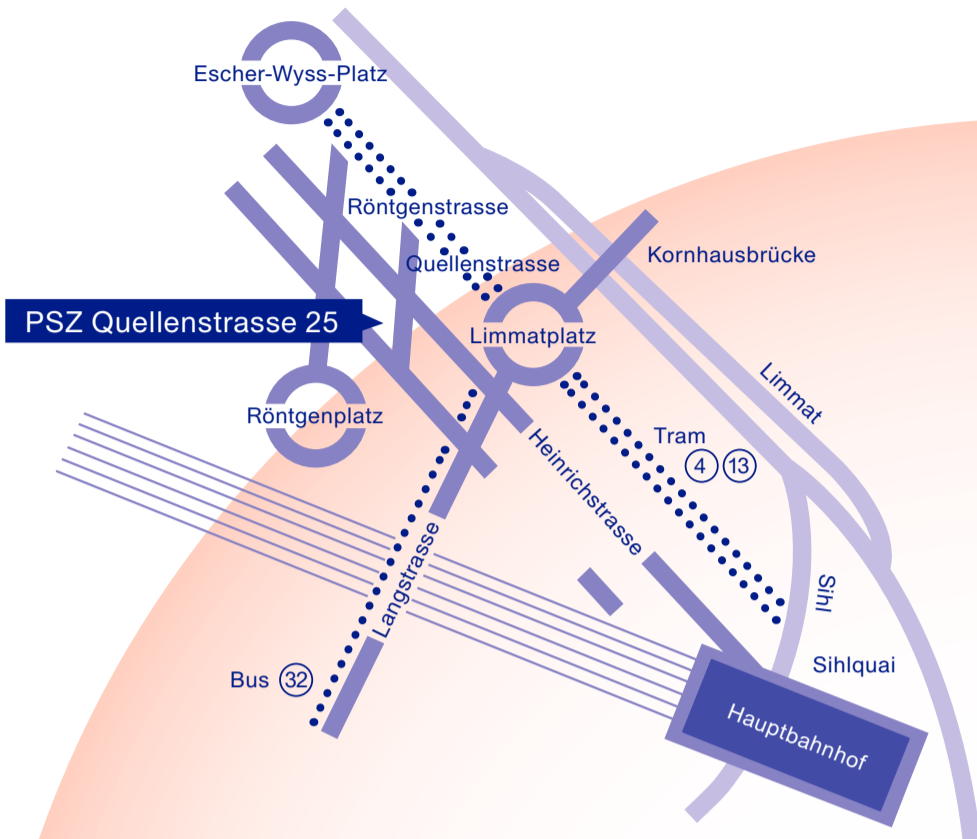 Escher-Wyss-Platz
Röntgenstrasse
Kornhausbrücke
Quellenstrasse
PSZ Quellenstrasse 25
Limmatplatz
Limmat
Röntgenplatz
Tram
4 13
Heinrichstrasse
Langstrasse
Sihl
Sihlquai
Bus 32
Hauptbahnhof